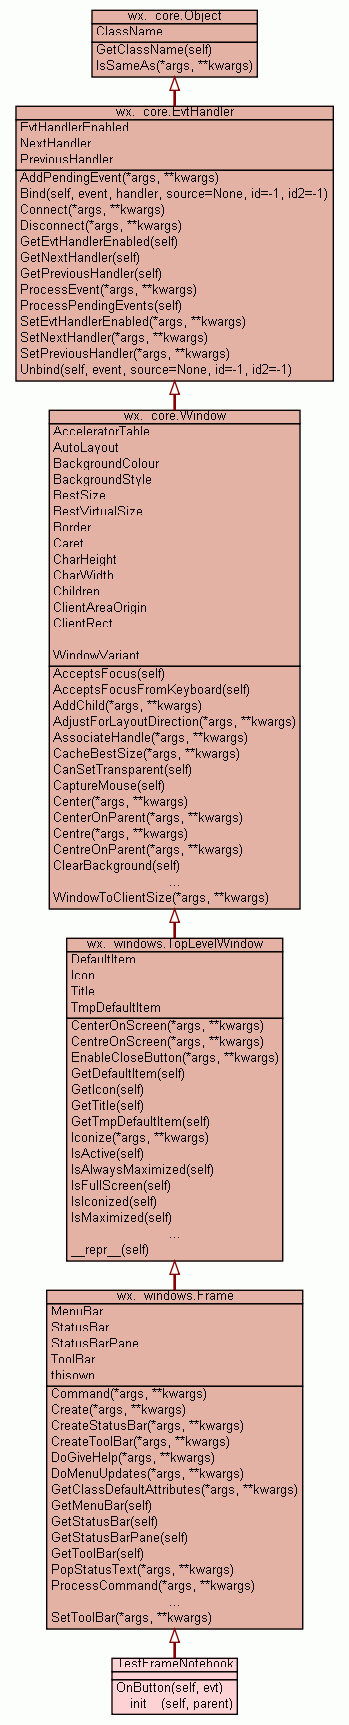 wx._core.Object
ClassName
GetClassName(self)
IsSameAs(*args, **kwargs)
wx._core.EvtHandler
EvtHandlerEnabled
NextHandler
PreviousHandler
AddPendingEvent(*args, **kwargs)
Bind(self, event, handler, source=None, id=-1, id2=-1)
Connect(*args, **kwargs)
Disconnect(*args, **kwargs)
GetEvtHandlerEnabled(self)
GetNextHandler(self)
GetPreviousHandler(self)
ProcessEvent(*args, **kwargs)
ProcessPendingEvents(self)
SetEvtHandlerEnabled(*args, **kwargs)
SetNextHandler(*args, **kwargs)
SetPreviousHandler(*args, **kwargs)
Unbind(self, event, source=None, id=-1, id2=-1)
wx._core.Window
AcceleratorTable
AutoLayout
BackgroundColour
BackgroundStyle
BestSize
BestVirtualSize
Border
Caret
CharHeight
CharWidth
Children
ClientAreaOrigin
ClientRect
WindowVariant
AcceptsFocus(self)
AcceptsFocusFromKeyboard(self)
AddChild(*args, **kwargs)
AdjustForLayoutDirection(*args, **kwargs)
AssociateHandle(*args, **kwargs)
CacheBestSize(*args, **kwargs)
CanSetTransparent(self)
CaptureMouse(self)
Center(*args, **kwargs)
CenterOnParent(*args, **kwargs)
Centre(*args, **kwargs)
CentreOnParent(*args, **kwargs)
ClearBackground(self)
...
WindowToClientSize(*args, **kwargs)
wx._windows.TopLevelWindow
DefaultItem
Icon
Title
TmpDefaultItem
CenterOnScreen(*args, **kwargs)
CentreOnScreen(*args, **kwargs)
EnableCloseButton(*args, **kwargs)
GetDefaultItem(self)
GetIcon(self)
GetTitle(self)
GetTmpDefaultItem(self)
Iconize(*args, **kwargs)
IsActive(self)
IsAlwaysMaximized(self)
IsFullScreen(self)
IsIconized(self)
IsMaximized(self)
...
__repr__(self)
wx._windows.Frame
MenuBar
StatusBar
StatusBarPane
ToolBar
thisown
Command(*args, **kwargs)
Create(*args, **kwargs)
CreateStatusBar(*args, **kwargs)
CreateToolBar(*args, **kwargs)
DoGiveHelp(*args, **kwargs)
DoMenuUpdates(*args, **kwargs)
GetClassDefaultAttributes(*args, **kwargs)
GetMenuBar(self)
GetStatusBar(self)
GetStatusBarPane(self)
GetToolBar(self)
PopStatusText(*args, **kwargs)
ProcessCommand(*args, **kwargs)
...
SetToolBar(*args, **kwargs)
TestFrameNotebook
OnButton(self, evt)
__init__(self, parent)